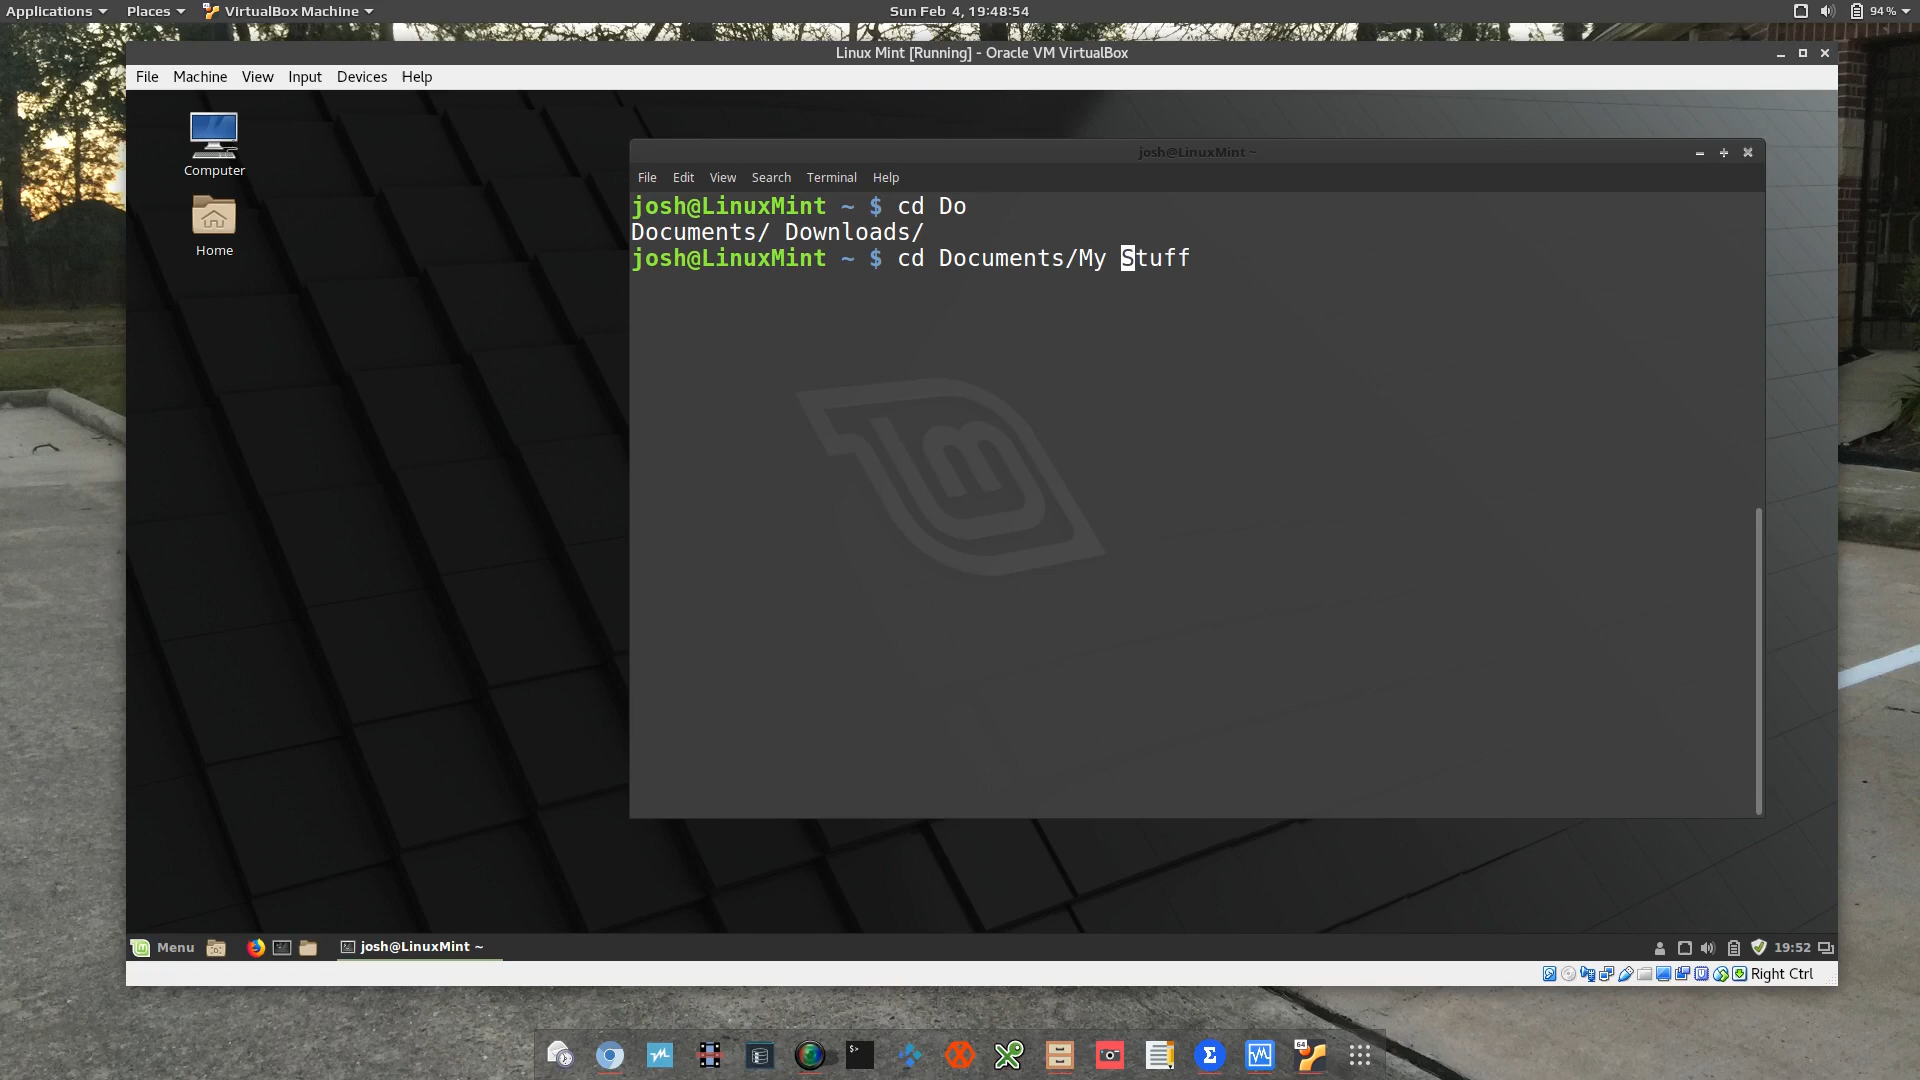 Applications Places VirtualBox Machine Sun Feb 4, 19:48:54 94%
Linux Mint [Running] - Oracle VM VirtualBox
File Machine View Input Devices Help
Computer
Home
josh@LinuxMint ~
File Edit View Search Terminal Help
josh@LinuxMint ~ $ cd Do
Documents/ Downloads/
josh@LinuxMint ~ $ cd Documents/My Stuff
Menu josh@LinuxMint ~ 19:52
Right Ctrl
$>
64